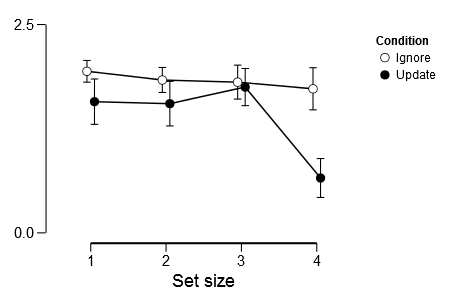 2.5
0.0
1 2 3 4
Set size
Condition
Ignore
Update